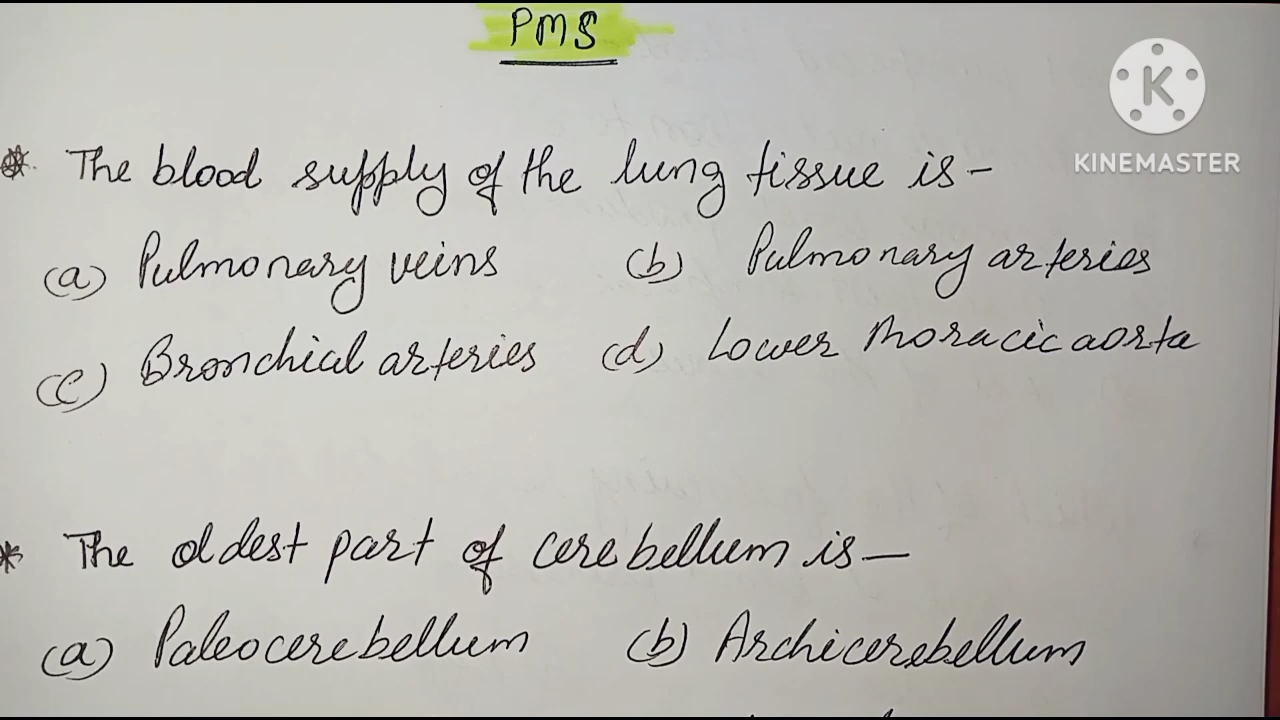 PMS
K
KINEMASTER
* The blood supply of the lung tissue is-
(a) Pulmonary veins (b) Pulmonary arteries
(c) Bronchial arteries (d) Lower thoracic aorta
* The oldest part of cerebellum is—
(a) Paleocerebellum (b) Archicerebellum